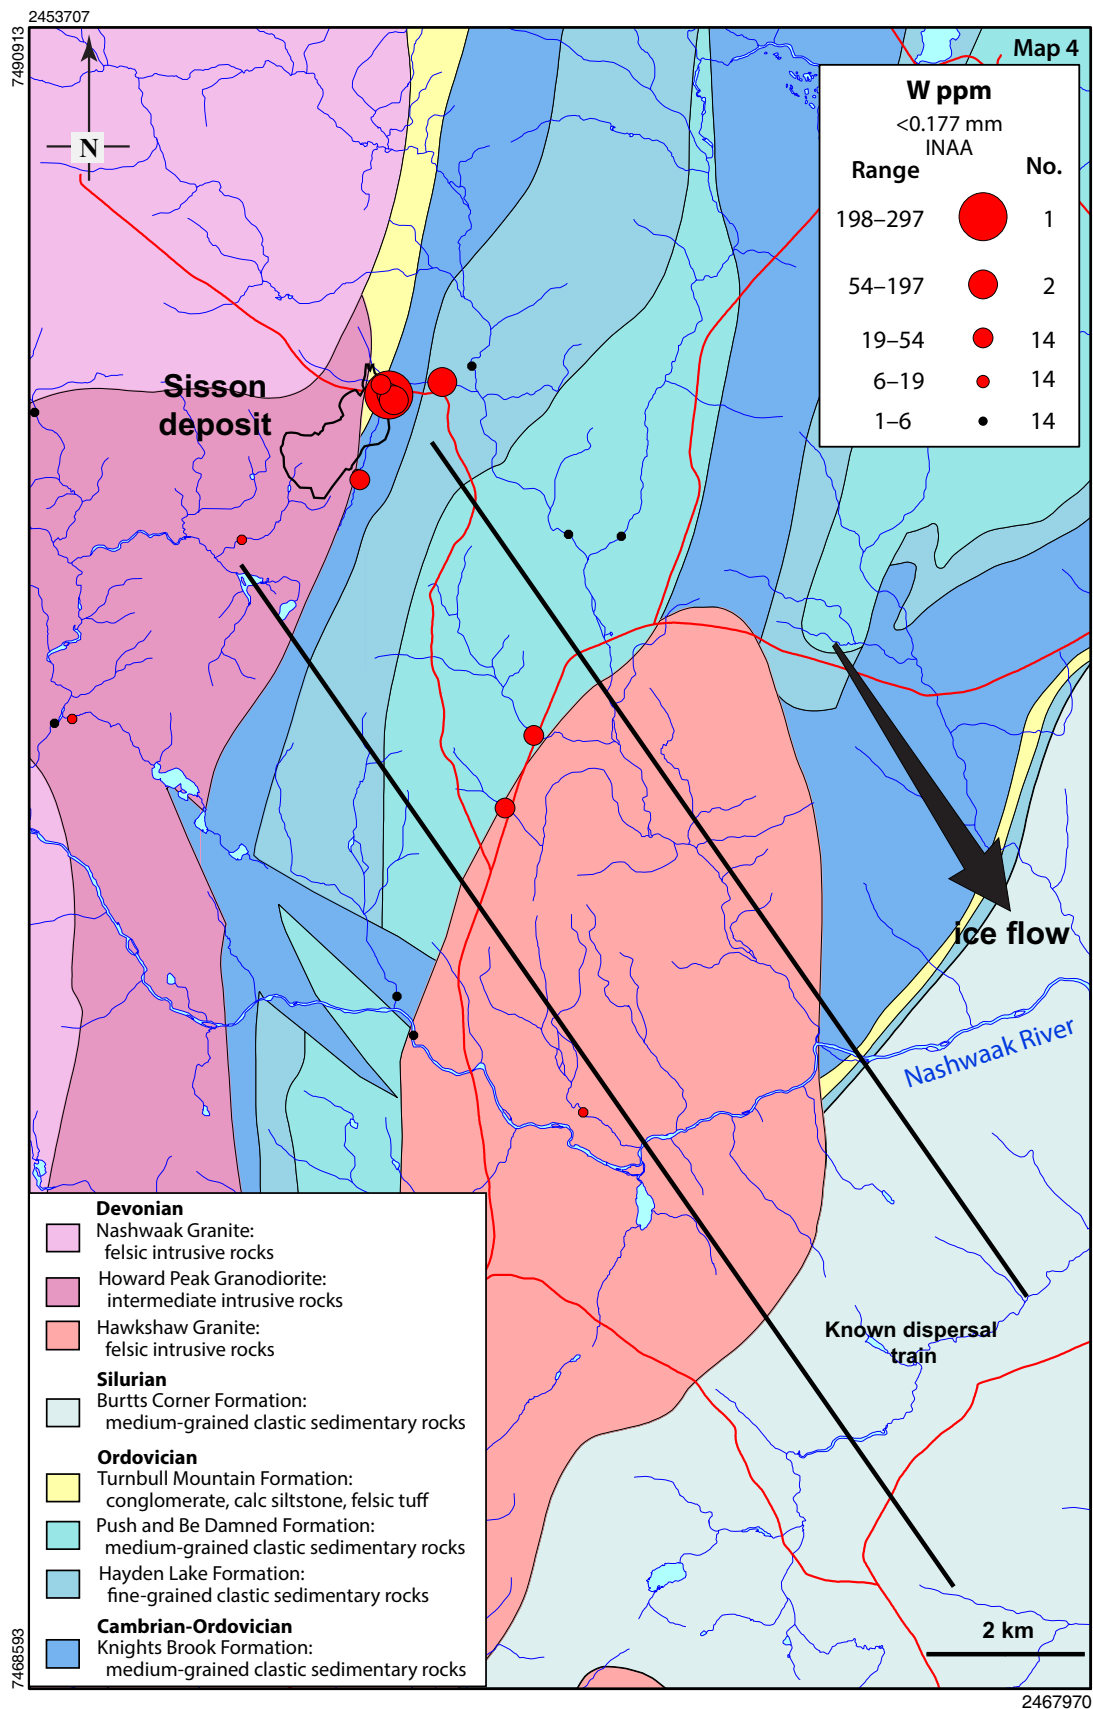 2453707
7490913
Map 4
W ppm
<0.177 mm
INAA
Range No.
198–297 1
54–197 2
19–54 14
6–19 14
1–6 14
N
Sisson
deposit
ice flow
Nashwaak River
Known dispersal
train
Devonian
Nashwaak Granite:
felsic intrusive rocks
Howard Peak Granodiorite:
intermediate intrusive rocks
Hawkshaw Granite:
felsic intrusive rocks
Silurian
Burtts Corner Formation:
medium-grained clastic sedimentary rocks
Ordovician
Turnbull Mountain Formation:
conglomerate, calc siltstone, felsic tuff
Push and Be Damned Formation:
medium-grained clastic sedimentary rocks
Hayden Lake Formation:
fine-grained clastic sedimentary rocks
Cambrian-Ordovician
Knights Brook Formation:
medium-grained clastic sedimentary rocks
2 km
7468593
2467970